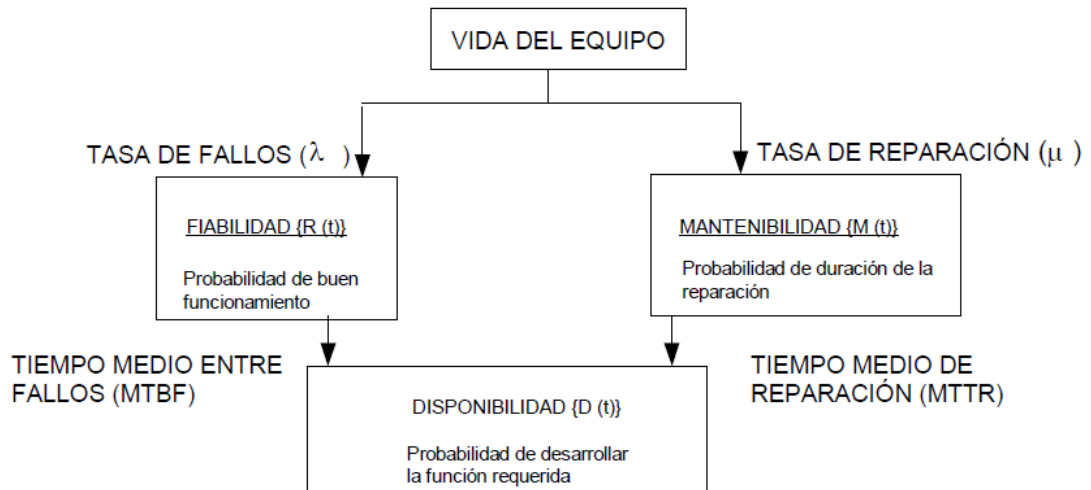 VIDA DEL EQUIPO
TASA DE FALLOS (λ )
TASA DE REPARACIÓN (μ )
FIABILIDAD {R (t)}
Probabilidad de buen
funcionamiento
MANTENIBILIDAD {M (t)}
Probabilidad de duración de la
reparación
TIEMPO MEDIO ENTRE
FALLOS (MTBF)
TIEMPO MEDIO DE
REPARACIÓN (MTTR)
DISPONIBILIDAD {D (t)}
Probabilidad de desarrollar
la función requerida